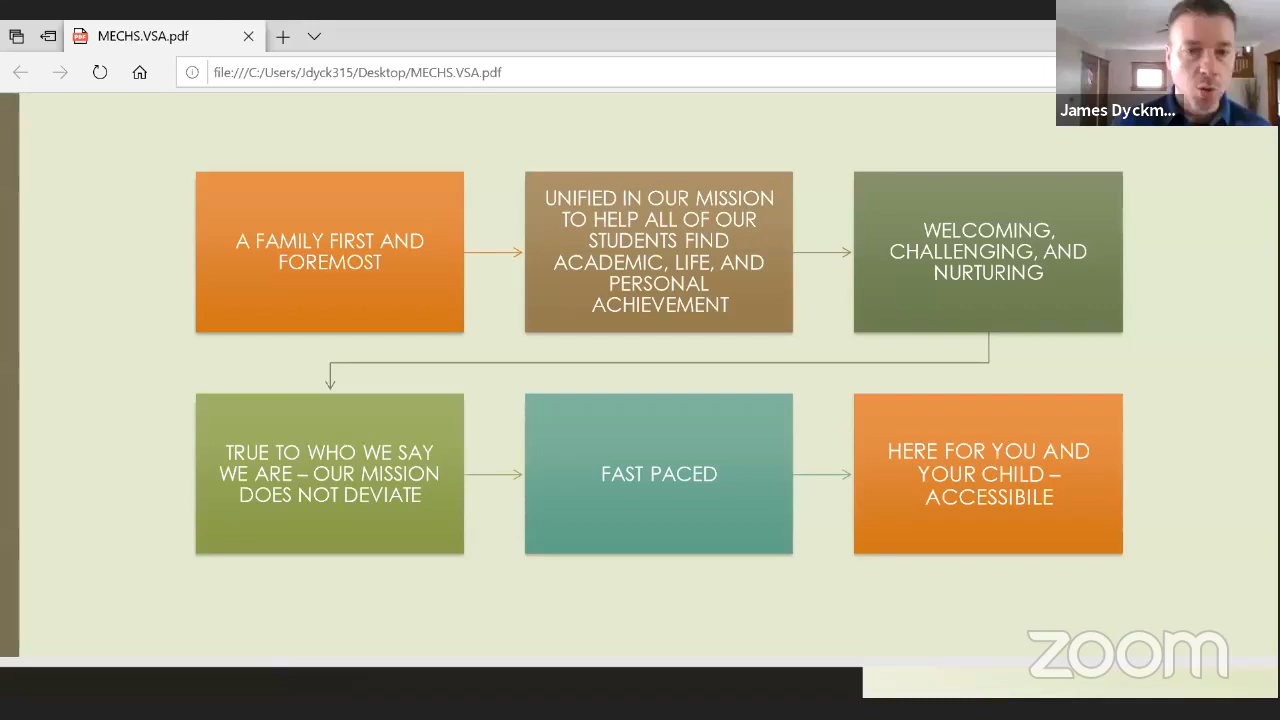 MECHS.VSA.pdf
file:///C:/Users/Jdyck315/Desktop/MECHS.VSA.pdf
James Dyckm...
A FAMILY FIRST AND
FOREMOST
UNIFIED IN OUR MISSION
TO HELP ALL OF OUR
STUDENTS FIND
ACADEMIC, LIFE, AND
PERSONAL
ACHIEVEMENT
WELCOMING,
CHALLENGING, AND
NURTURING
TRUE TO WHO WE SAY
WE ARE – OUR MISSION
DOES NOT DEVIATE
FAST PACED
HERE FOR YOU AND
YOUR CHILD –
ACCESSIBILE
zoom